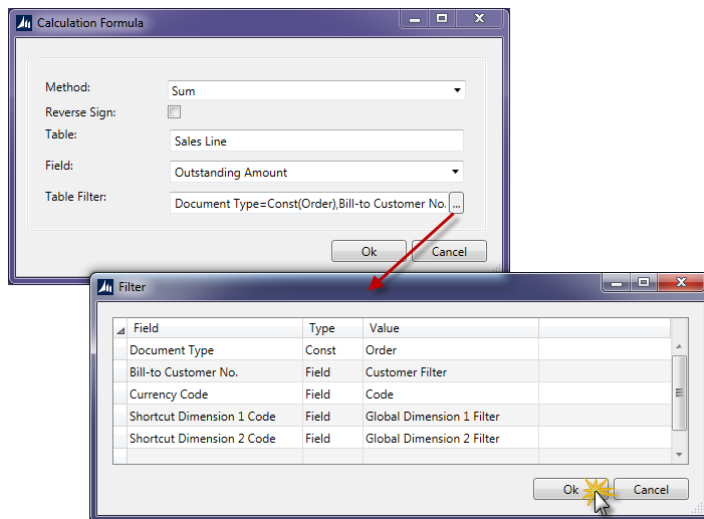 Calculation Formula
Method: Sum
Reverse Sign:
Table: Sales Line
Field: Outstanding Amount
Table Filter: Document Type=Const(Order),Bill-to Customer No. ...
Ok Cancel
Filter
Field Type Value
Document Type Const Order
Bill-to Customer No. Field Customer Filter
Currency Code Field Code
Shortcut Dimension 1 Code Field Global Dimension 1 Filter
Shortcut Dimension 2 Code Field Global Dimension 2 Filter
Ok Cancel